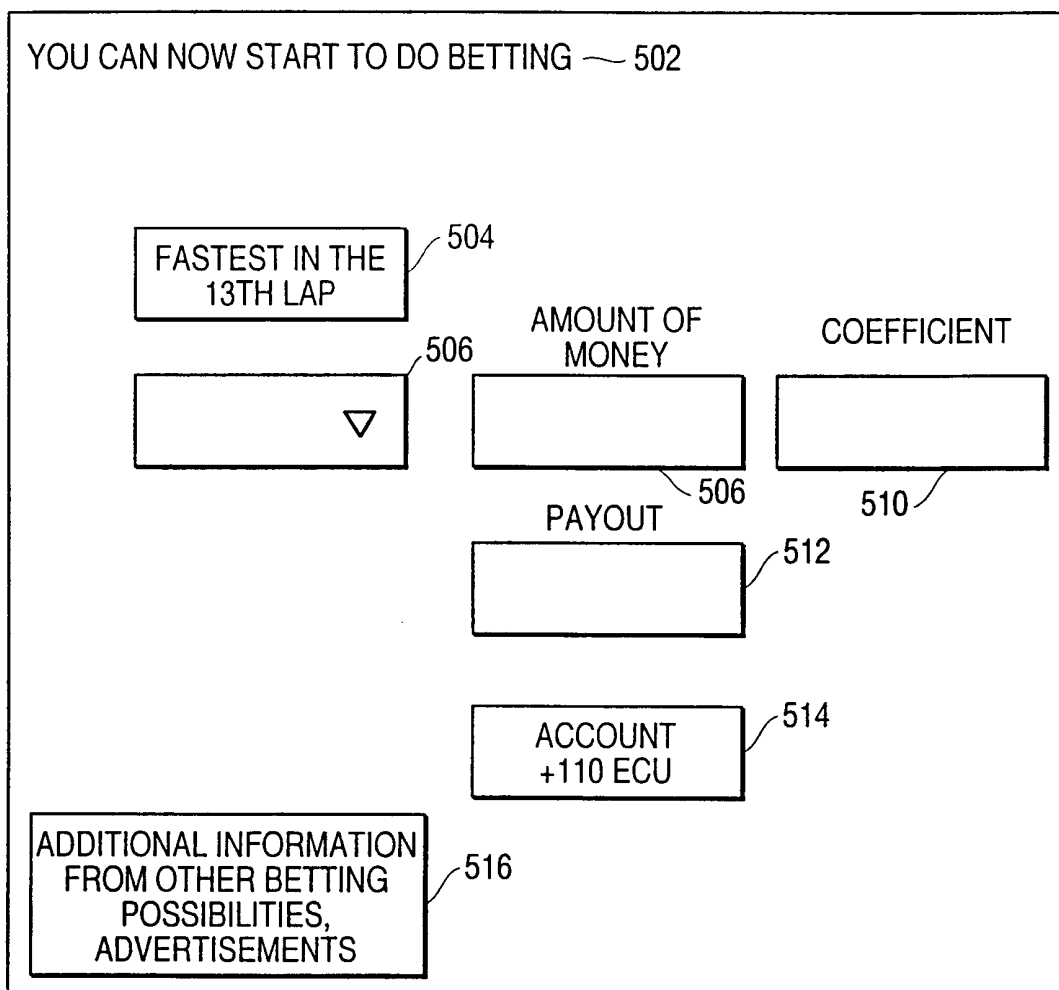 YOU CAN NOW START TO DO BETTING 502
FASTEST IN THE
13TH LAP
504
506
AMOUNT OF
MONEY
506
COEFFICIENT
510
PAYOUT
512
ACCOUNT
+110 ECU
514
ADDITIONAL INFORMATION
FROM OTHER BETTING
POSSIBILITIES,
ADVERTISEMENTS
516